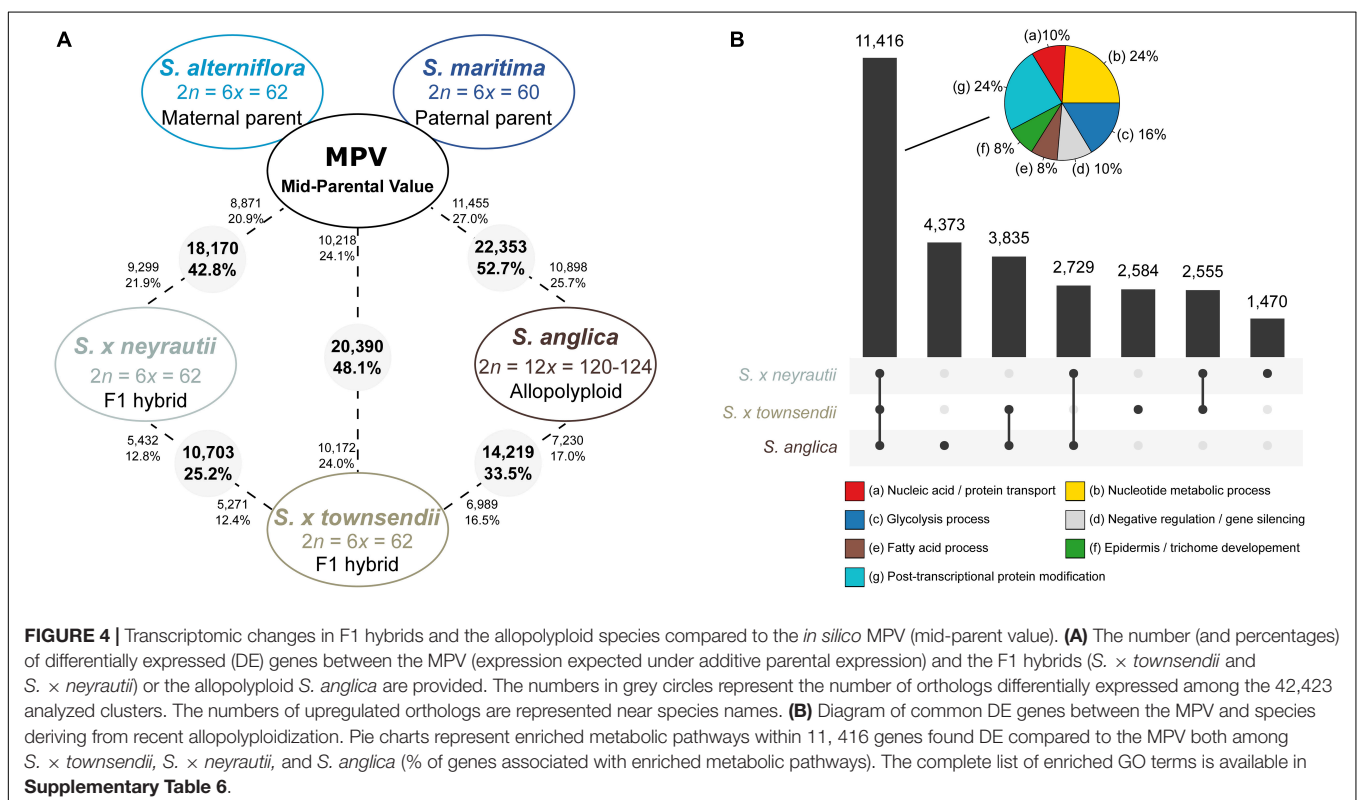 A
S. alterniflora
2n = 6x = 62
Maternal parent
S. maritima
2n = 6x = 60
Paternal parent
MPV
Mid-Parental Value
8,871
20.9%
11,455
27.0%
10,218
24.1%
18,170
42.8%
22,353
52.7%
9,299
21.9%
10,898
25.7%
S. x neyrautii
2n = 6x = 62
F1 hybrid
20,390
48.1%
S. anglica
2n = 12x = 120-124
Allopolyploid
5,432
12.8%
10,703
25.2%
10,172
24.0%
14,219
33.5%
7,230
17.0%
5,271
12.4%
6,989
16.5%
S. x townsendii
2n = 6x = 62
F1 hybrid
B
11,416
4,373
3,835
2,729
2,584
2,555
1,470
(a)10%
(b) 24%
(g) 24%
(c) 16%
(f) 8%
(e) 8%
(d) 10%
S. x neyrautii
S. x townsendii
S. anglica
(a) Nucleic acid / protein transport
(b) Nucleotide metabolic process
(c) Glycolysis process
(d) Negative regulation / gene silencing
(e) Fatty acid process
(f) Epidermis / trichome developement
(g) Post-transcriptional protein modification
FIGURE 4 | Transcriptomic changes in F1 hybrids and the allopolyploid species compared to the in silico MPV (mid-parent value). (A) The number (and percentages)
of differentially expressed (DE) genes between the MPV (expression expected under additive parental expression) and the F1 hybrids (S. × townsendii and
S. × neyrautii) or the allopolyploid S. anglica are provided. The numbers in grey circles represent the number of orthologs differentially expressed among the 42,423
analyzed clusters. The numbers of upregulated orthologs are represented near species names. (B) Diagram of common DE genes between the MPV and species
deriving from recent allopolyploidization. Pie charts represent enriched metabolic pathways within 11, 416 genes found DE compared to the MPV both among
S. × townsendii, S. × neyrautii, and S. anglica (% of genes associated with enriched metabolic pathways). The complete list of enriched GO terms is available in
Supplementary Table 6.